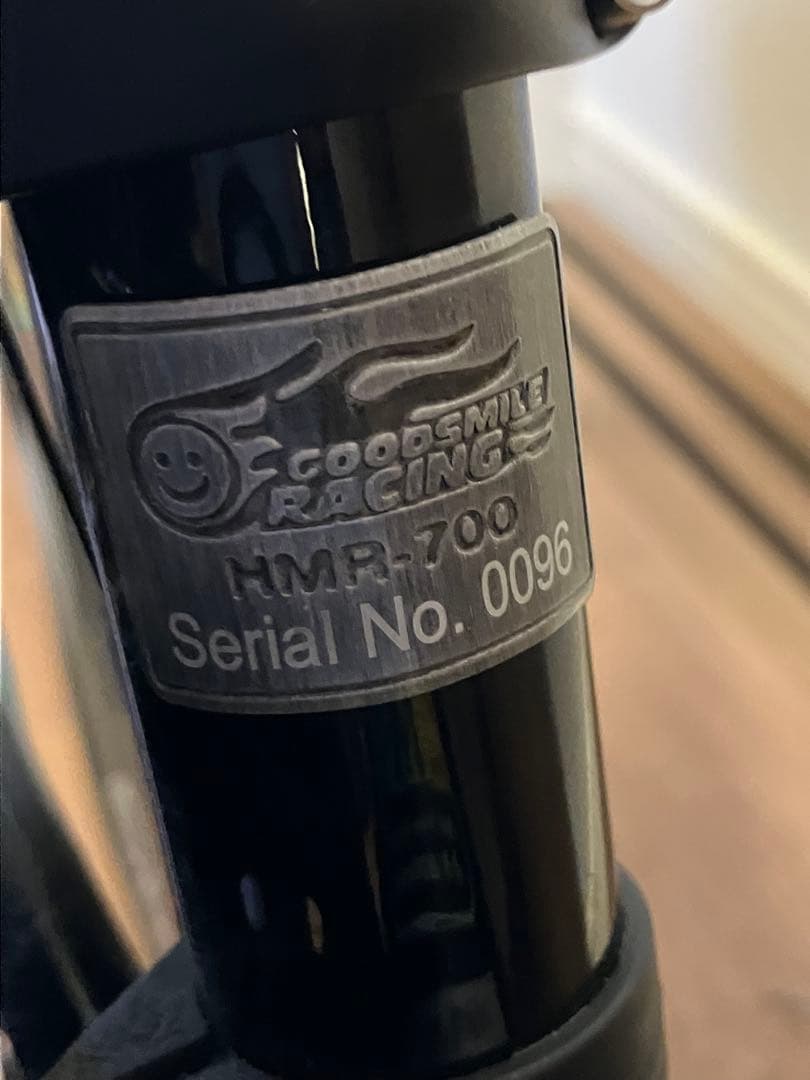 GOODSMILE
RACING
HMR-700
Serial No. 0096